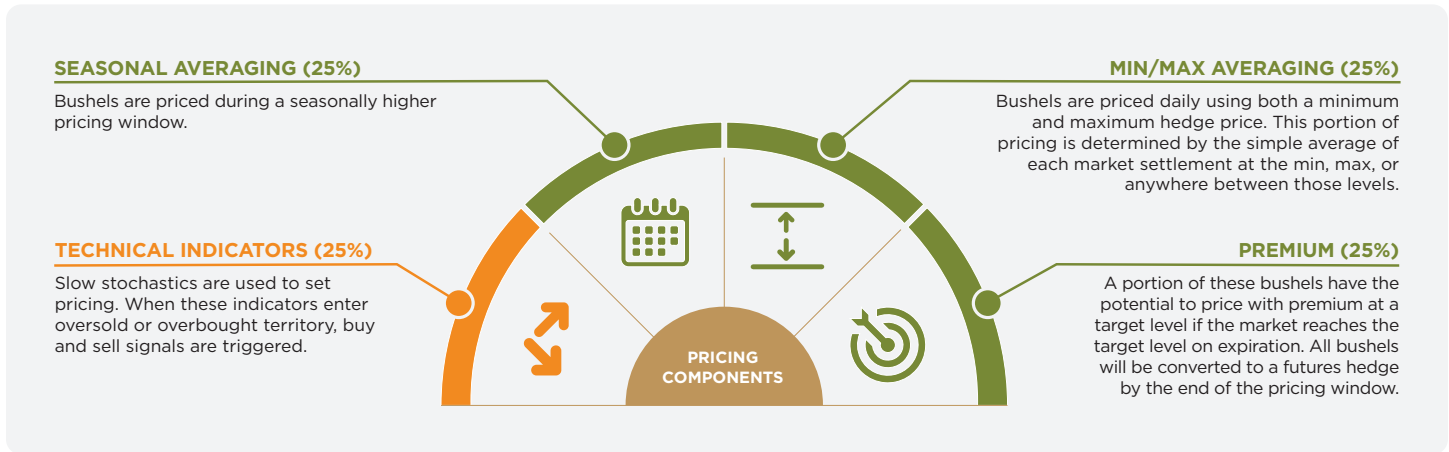 SEASONAL AVERAGING (25%)
Bushels are priced during a seasonally higher
pricing window.
TECHNICAL INDICATORS (25%)
Slow stochastics are used to set
pricing. When these indicators enter
oversold or overbought territory, buy
and sell signals are triggered.
PRICING
COMPONENTS
MIN/MAX AVERAGING (25%)
Bushels are priced daily using both a minimum
and maximum hedge price. This portion of
pricing is determined by the simple average of
each market settlement at the min, max, or
anywhere between those levels.
PREMIUM (25%)
A portion of these bushels have the
potential to price with premium at a
target level if the market reaches the
target level on expiration. All bushels
will be converted to a futures hedge
by the end of the pricing window.